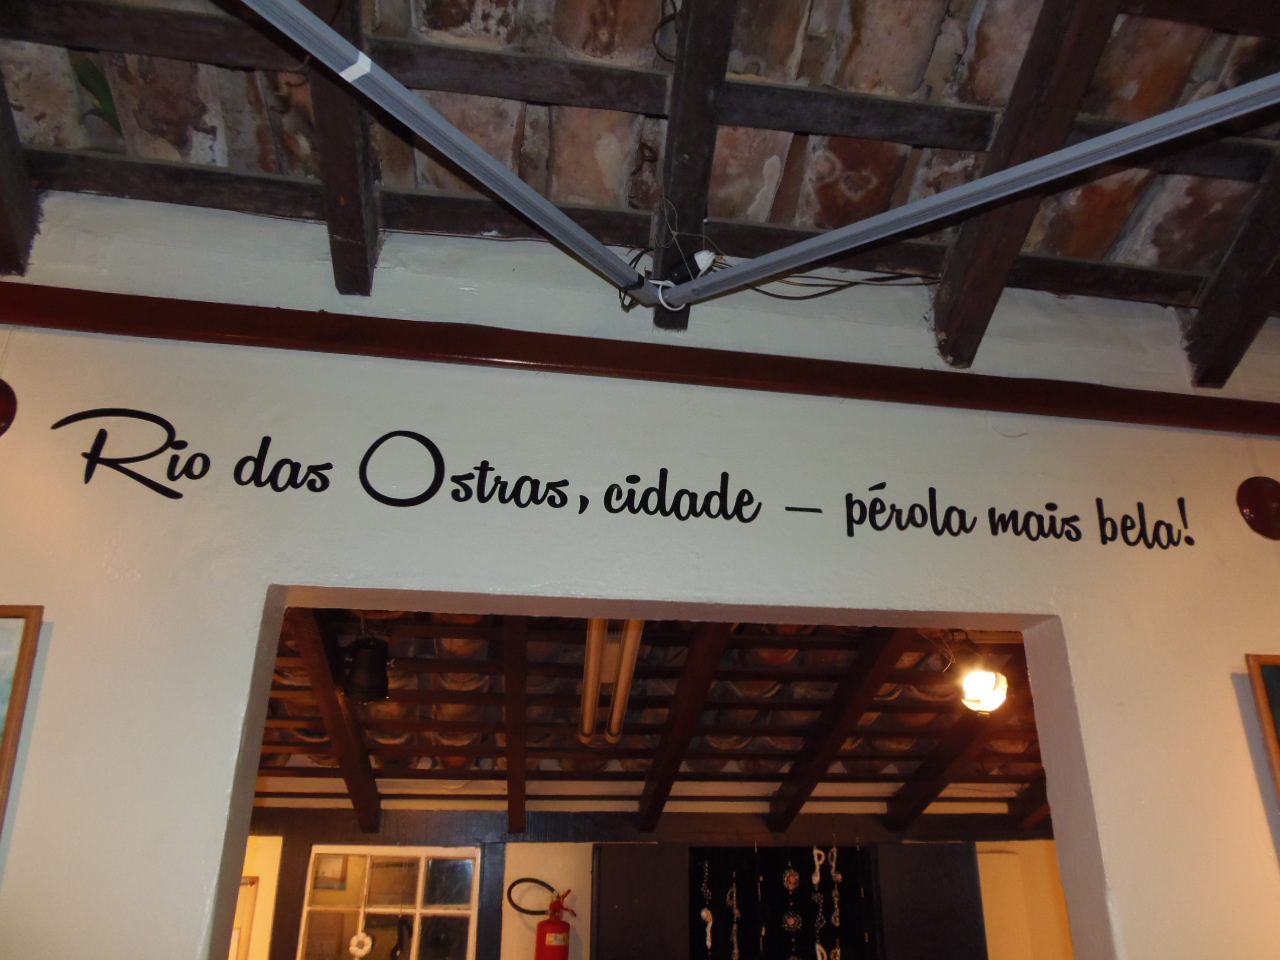 Rio das Ostras, cidade – pérola mais bela!